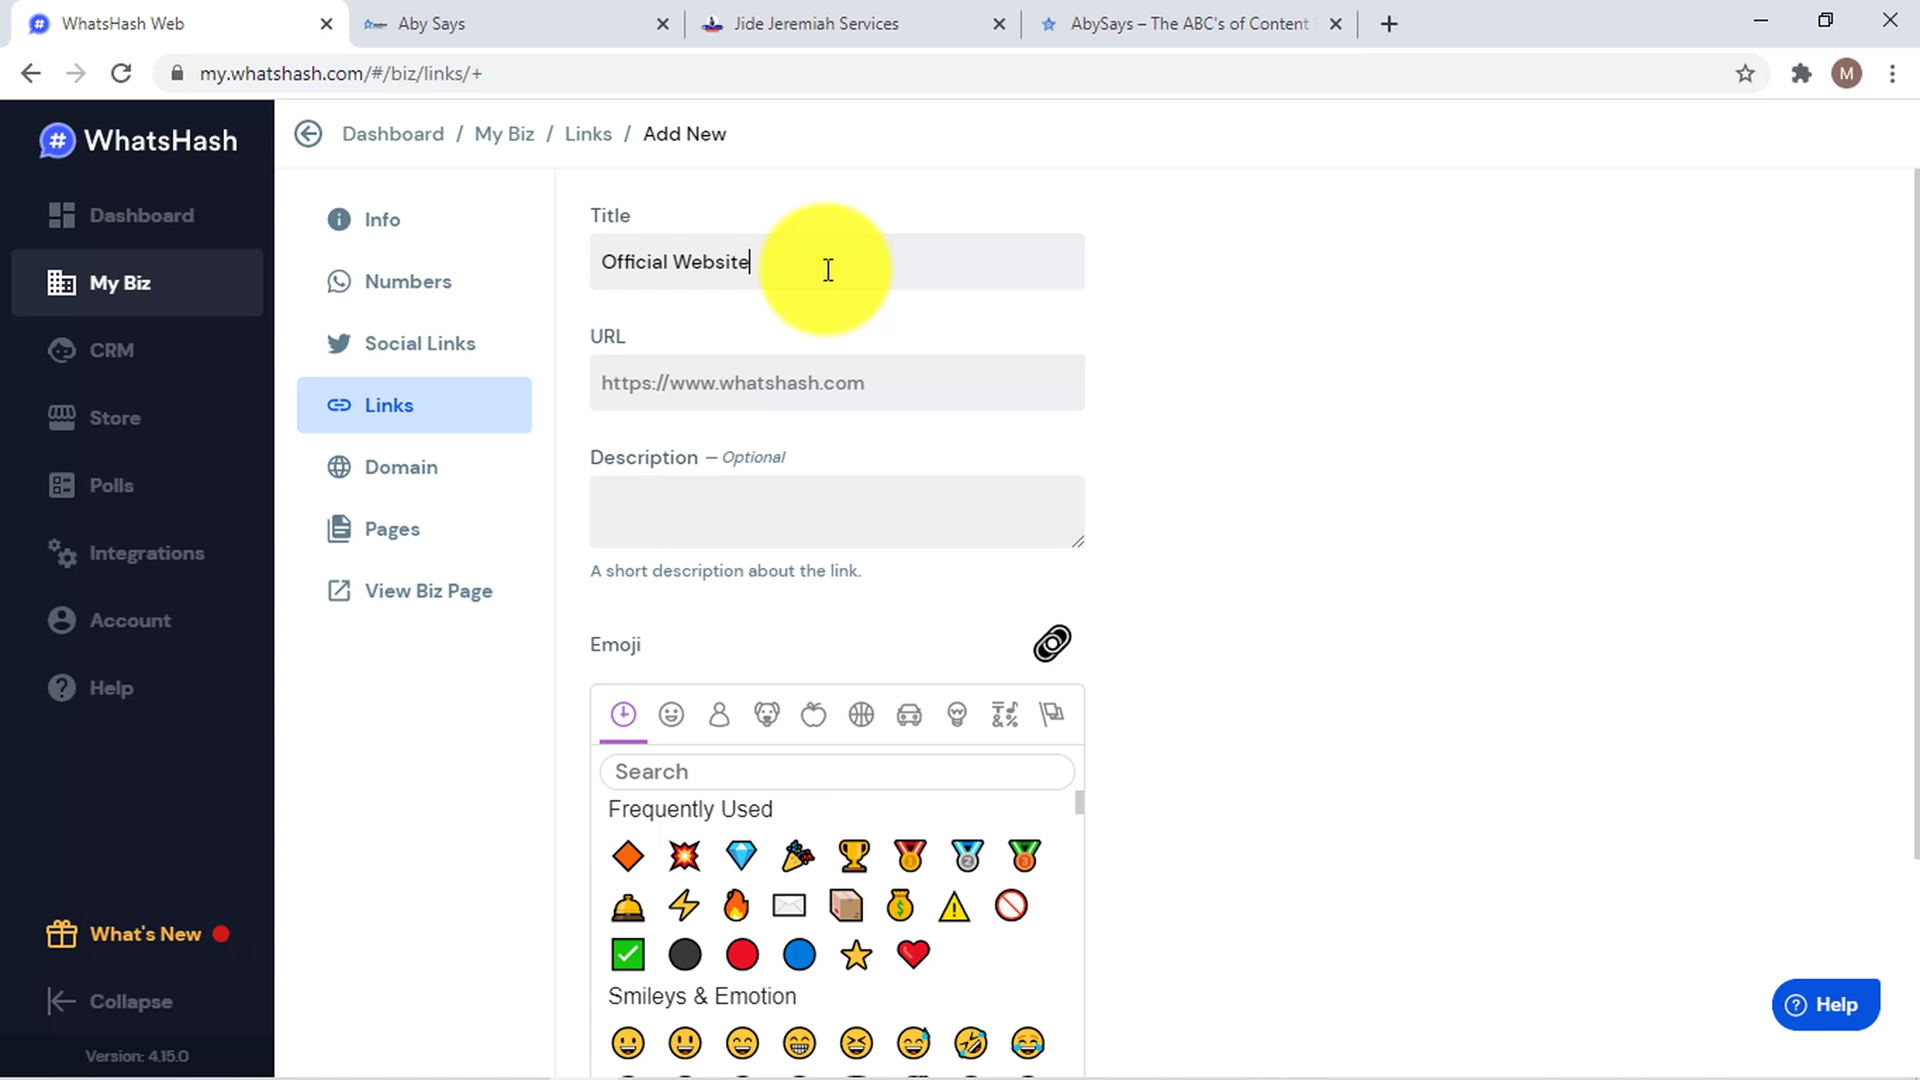 WhatsHash Web
Aby Says
Jide Jeremiah Services
AbySays – The ABC's of Content
my.whatshash.com/#/biz/links/+
M
# WhatsHash
Dashboard
My Biz
CRM
Store
Polls
Integrations
Account
Help
What's New
Collapse
Version: 4.15.0
Dashboard / My Biz / Links / Add New
Info
Numbers
Social Links
Links
Domain
Pages
View Biz Page
Title
Official Website
URL
https://www.whatshash.com
Description – Optional
A short description about the link.
Emoji
Search
Frequently Used
Smileys & Emotion
Help